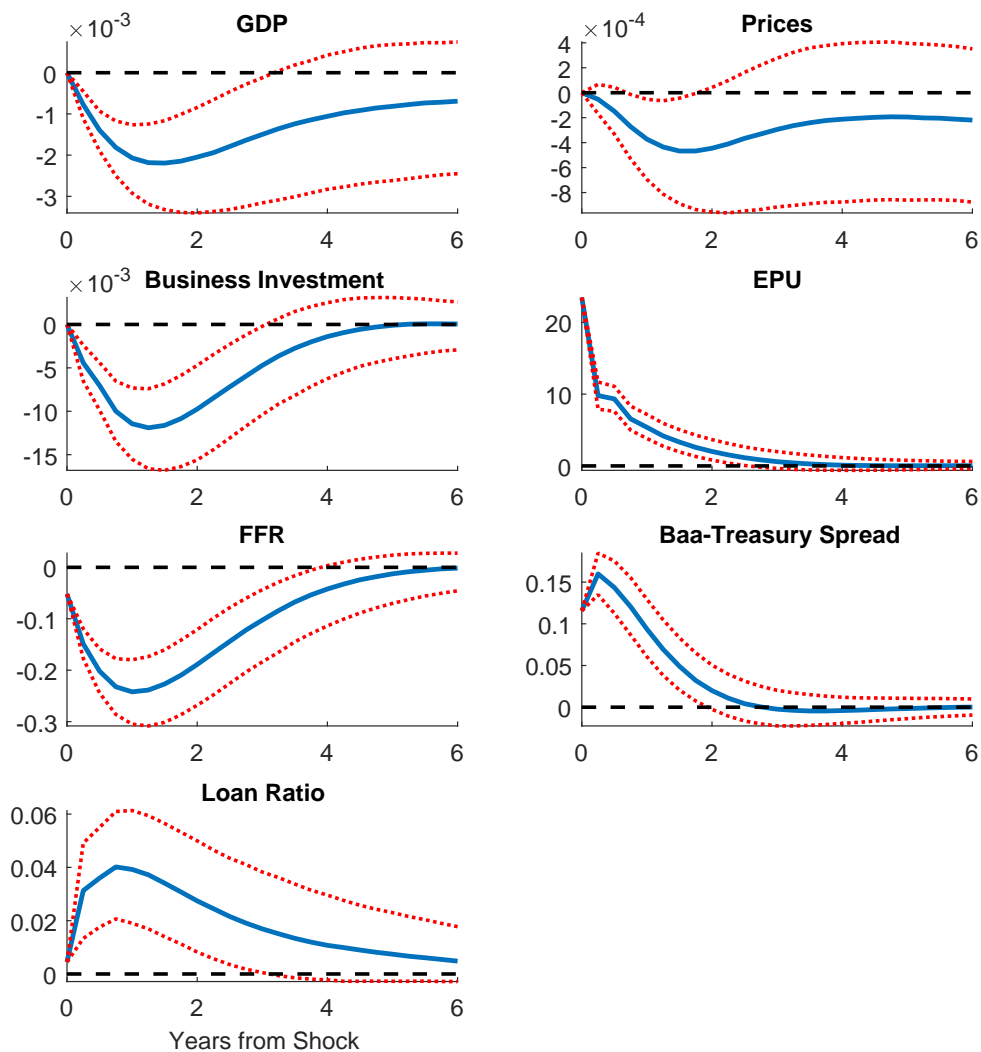 GDP
×10⁻³
0
-1
-2
-3
0 2 4 6
Prices
×10⁻⁴
4
2
0
-2
-4
-6
-8
0 2 4 6
Business Investment
×10⁻³
0
-5
-10
-15
0 2 4 6
EPU
20
10
0
0 2 4 6
FFR
0
-0.1
-0.2
-0.3
0 2 4 6
Baa-Treasury Spread
0.15
0.1
0.05
0
0 2 4 6
Loan Ratio
0.06
0.04
0.02
0
0 2 4 6
Years from Shock